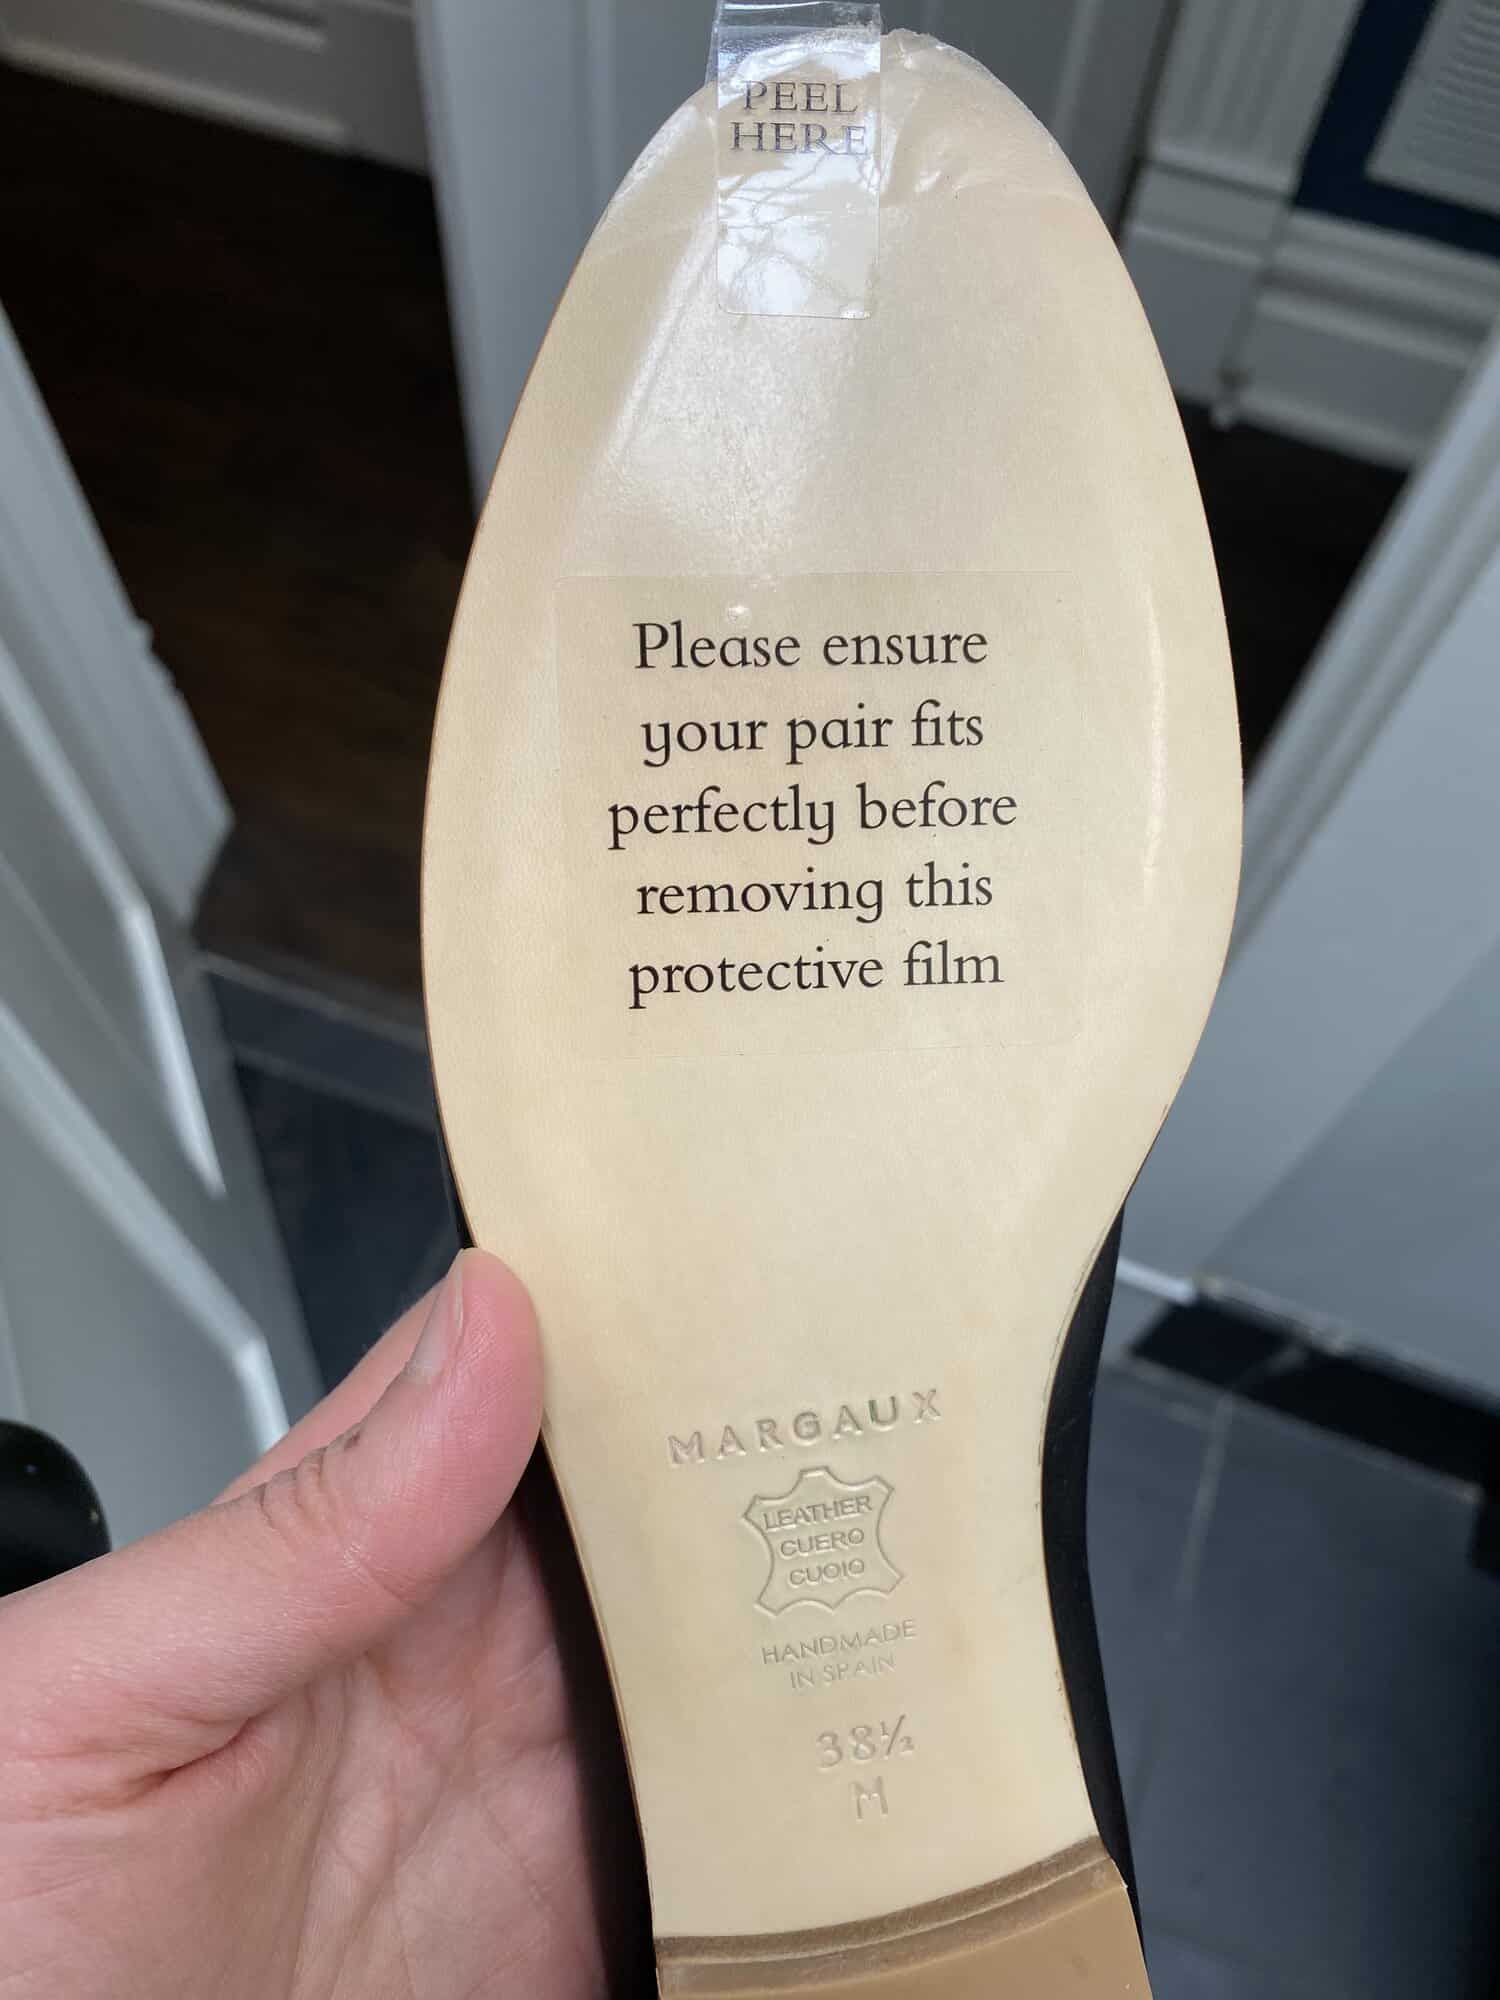 PEEL
HERE
Please ensure
your pair fits
perfectly before
removing this
protective film
MARGAUX
LEATHER
CUERO
CUOIO
HANDMADE
IN SPAIN
38½
M